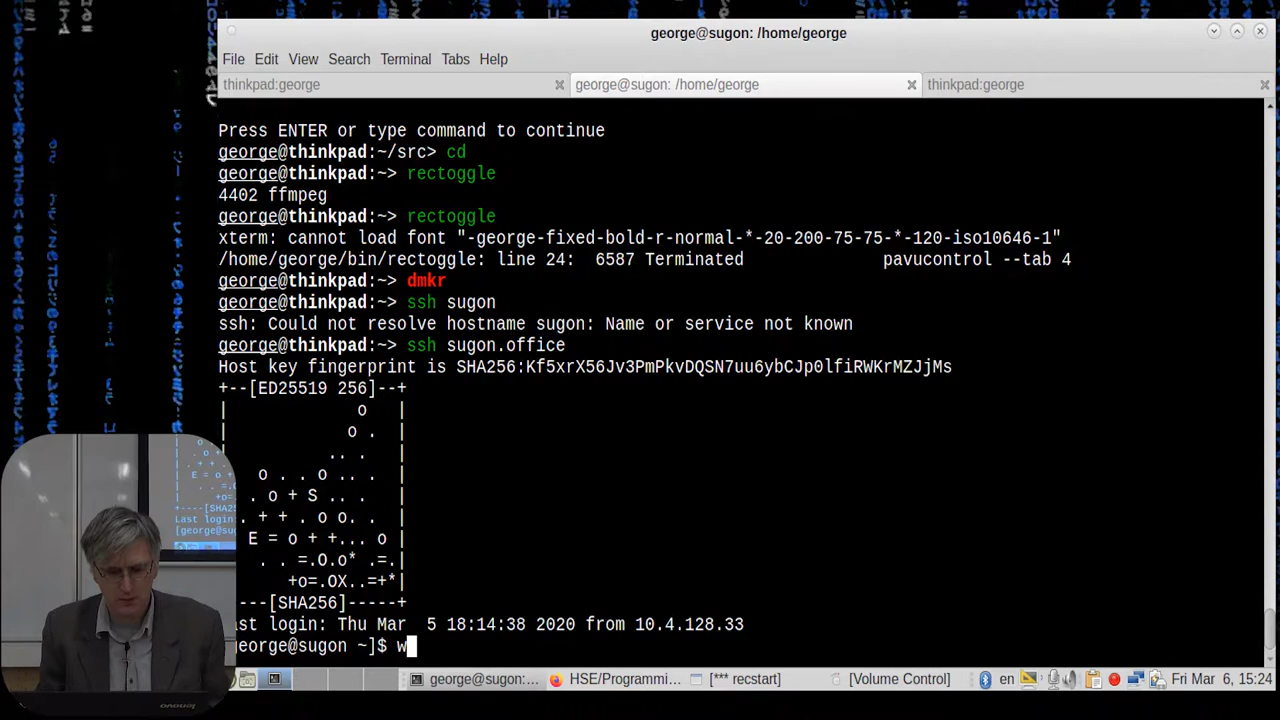 george@sugon: /home/george
File Edit View Search Terminal Tabs Help
thinkpad:george
george@sugon: /home/george
thinkpad:george
Press ENTER or type command to continue
george@thinkpad:~/src> cd
george@thinkpad:~> rectoggle
4402 ffmpeg
george@thinkpad:~> rectoggle
xterm: cannot load font "-george-fixed-bold-r-normal-*-20-200-75-75-*-120-iso10646-1"
/home/george/bin/rectoggle: line 24: 6587 Terminated pavucontrol --tab 4
george@thinkpad:~> dmkr
george@thinkpad:~> ssh sugon
ssh: Could not resolve hostname sugon: Name or service not known
george@thinkpad:~> ssh sugon.office
Host key fingerprint is SHA256:Kf5xrX56Jv3PmPkvDQSN7uu6ybCJp0lfiRWKrMZJjMs
+--[ED25519 256]--+
| o |
| o . |
.. . |
o . . o . |
. o + S .. . |
. + + . o o. . |
E = o + +... o |
. . =.O.o* .=.|
+o=.OX..=+*|
---[SHA256]-----+
ast login: Thu Mar 5 18:14:38 2020 from 10.4.128.33
george@sugon ~]$ w
george@sugon:...
HSE/Programmi...
[*** recstart]
[Volume Control]
en
Fri Mar 6, 15:24